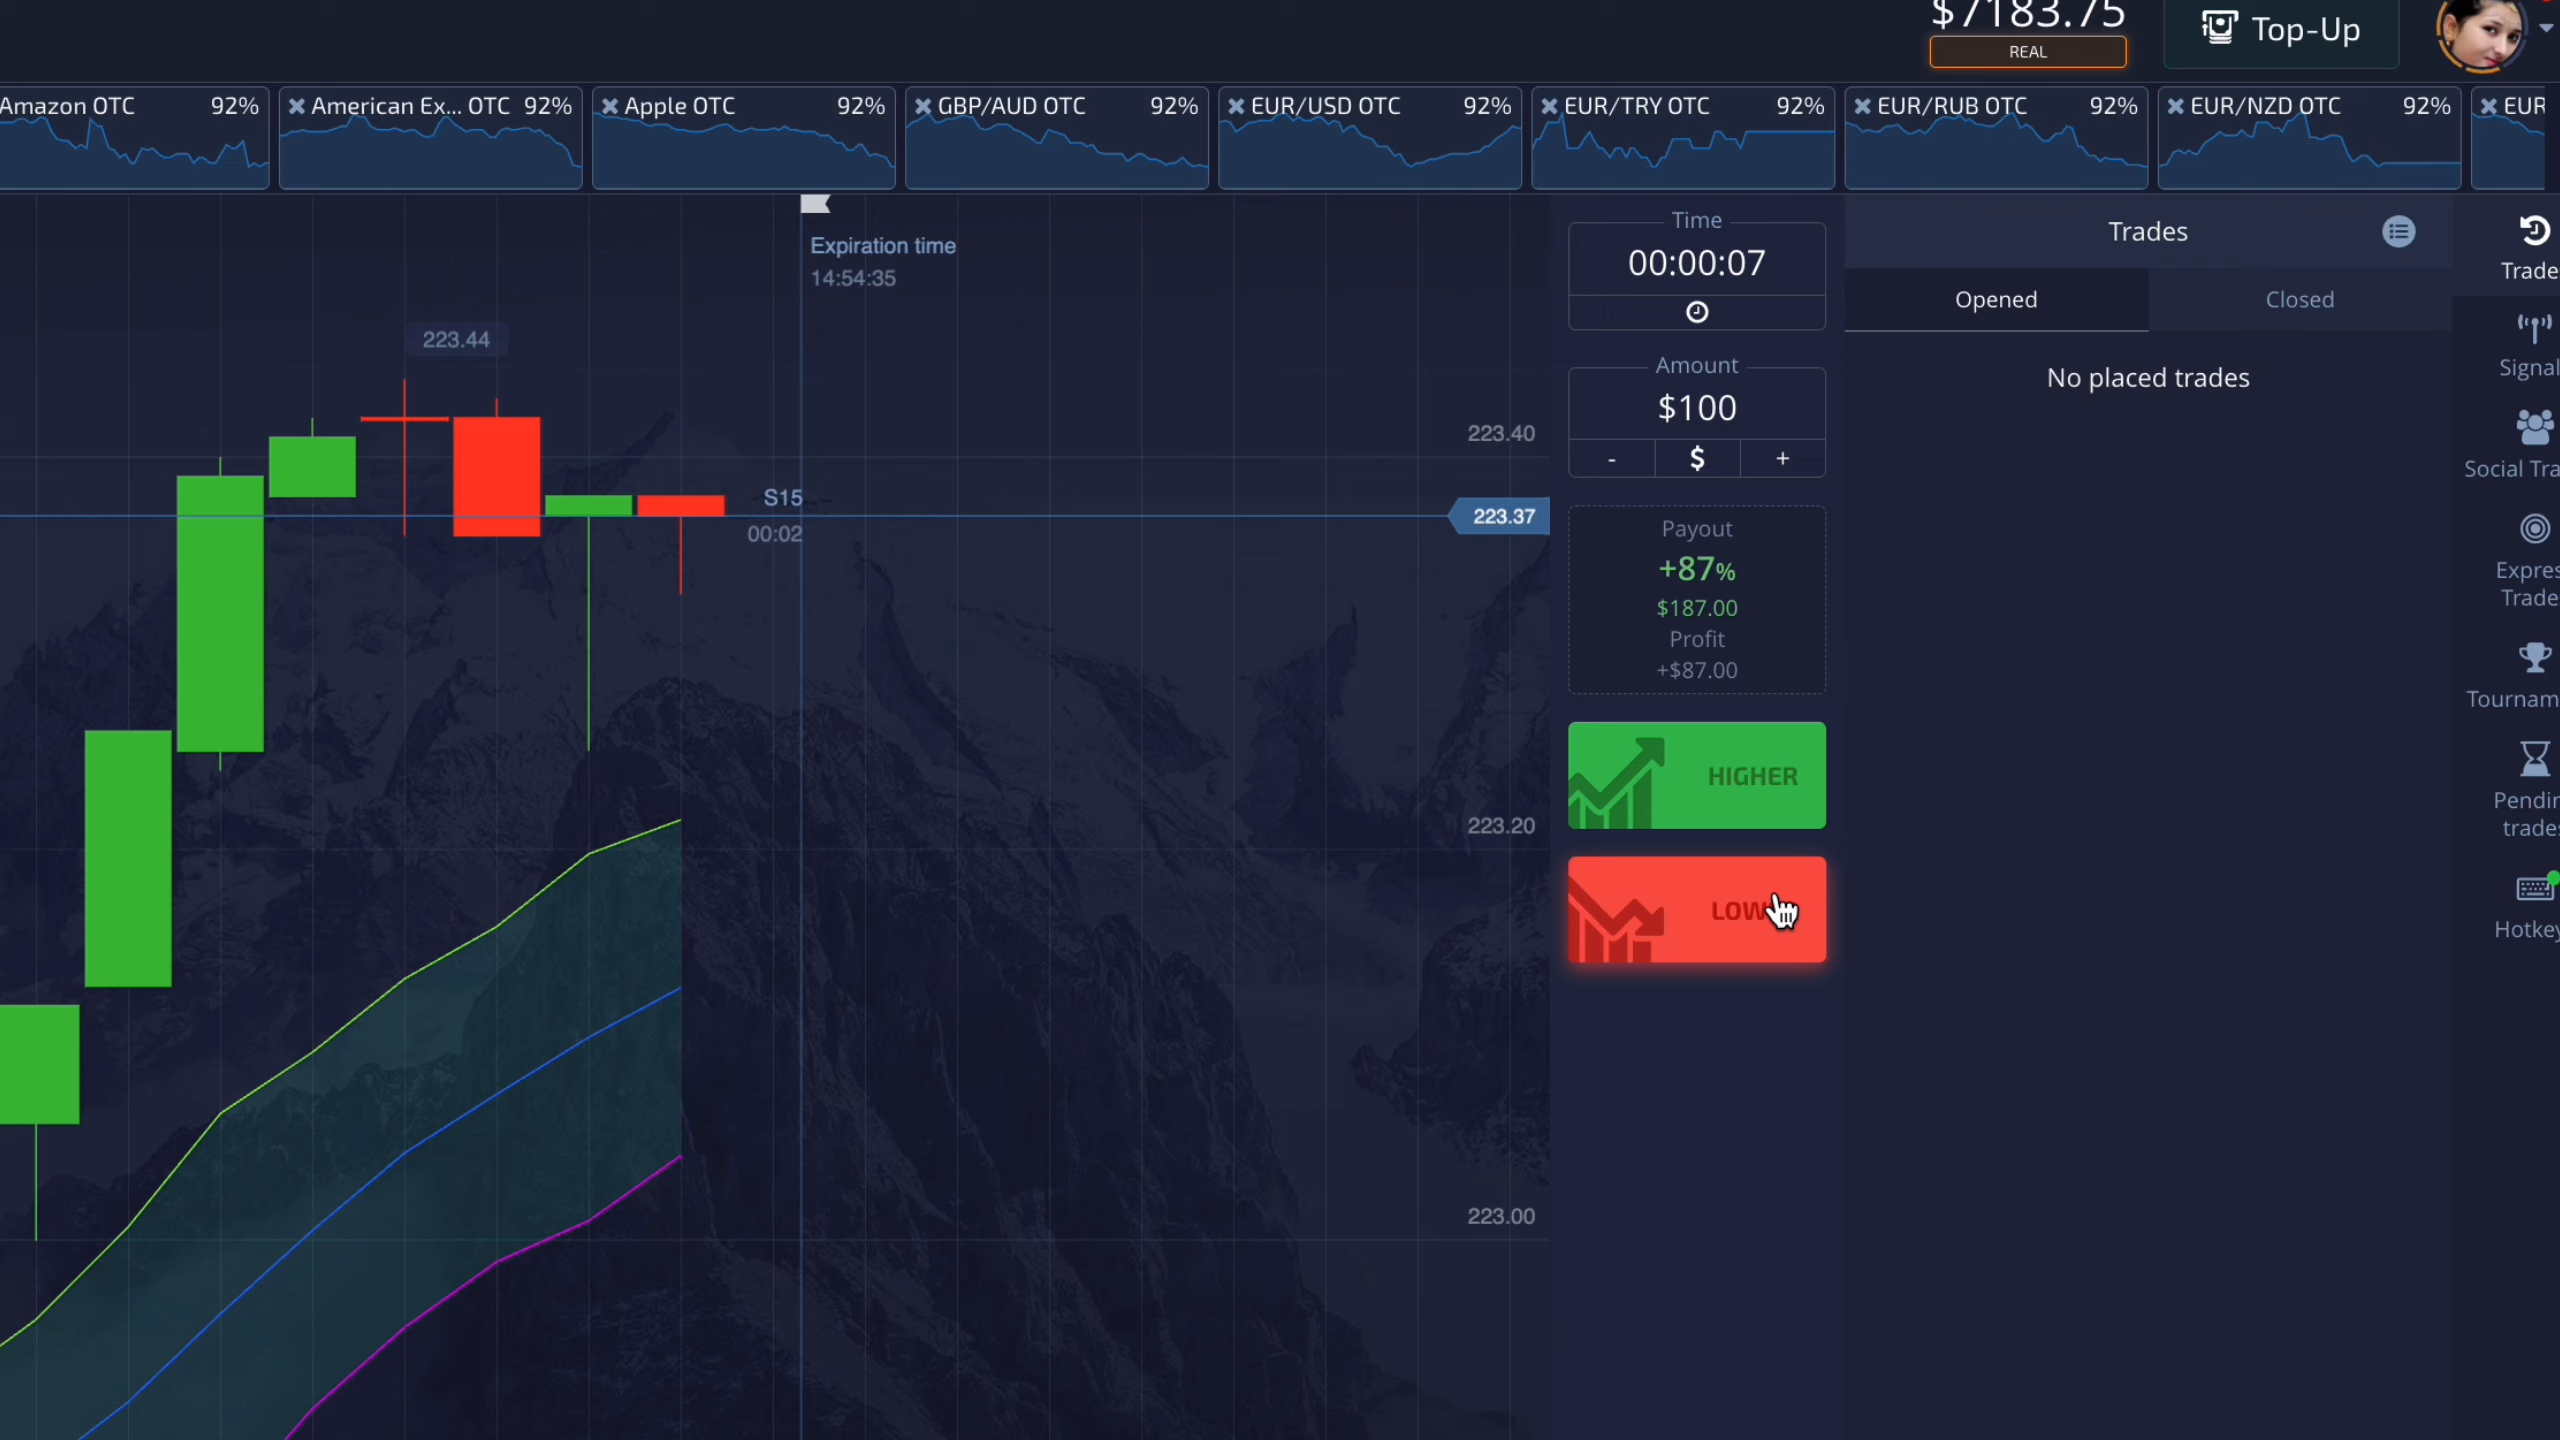 $7183.75
REAL
Top-Up
Amazon OTC 92%
American Ex... OTC 92%
Apple OTC 92%
GBP/AUD OTC 92%
EUR/USD OTC 92%
EUR/TRY OTC 92%
EUR/RUB OTC 92%
EUR/NZD OTC 92%
EUR
Expiration time
14:54:35
223.44
S15
00:02
223.40
223.37
223.20
223.00
Time
00:00:07
Amount
$100
- $ +
Payout
+87%
$187.00
Profit
+$87.00
HIGHER
LOW
Trades
Opened Closed
No placed trades
Trade
Signal
Social Tra
Expres
Trade
Tournam
Pendin
trades
Hotkey